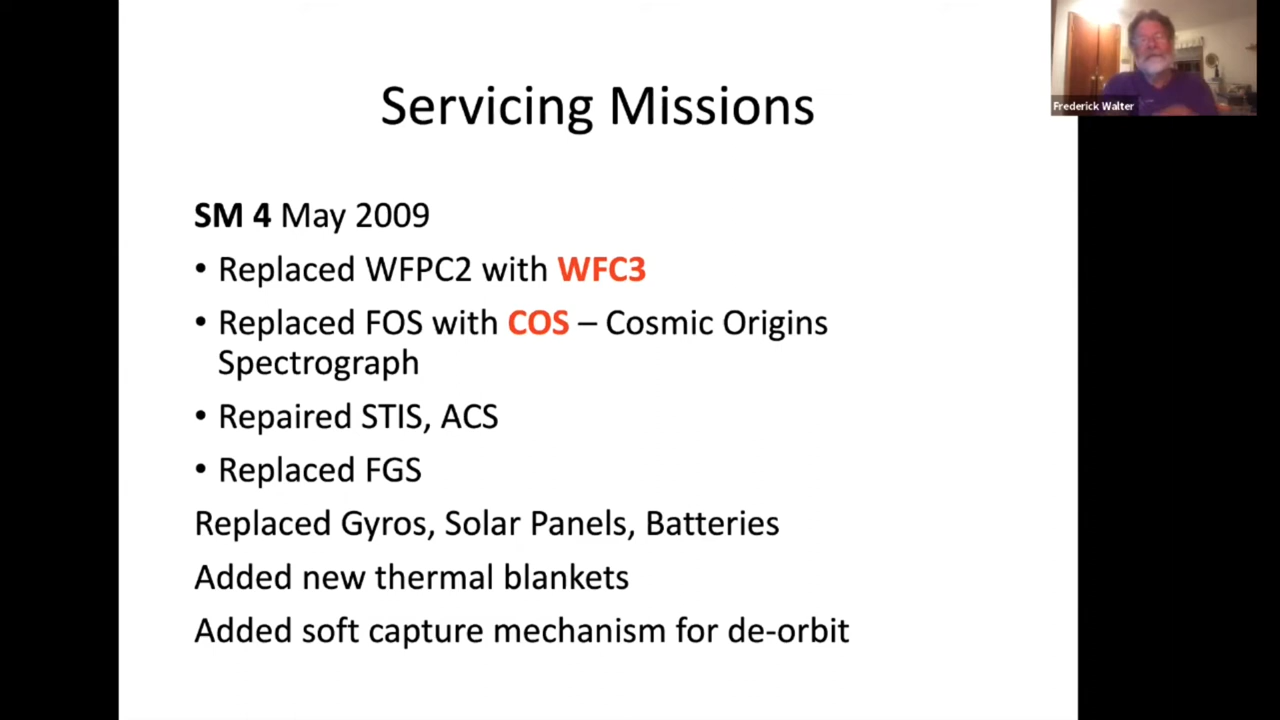 Servicing Missions
Frederick Walter
SM 4 May 2009
• Replaced WFPC2 with WFC3
• Replaced FOS with COS – Cosmic Origins
Spectrograph
• Repaired STIS, ACS
• Replaced FGS
Replaced Gyros, Solar Panels, Batteries
Added new thermal blankets
Added soft capture mechanism for de-orbit